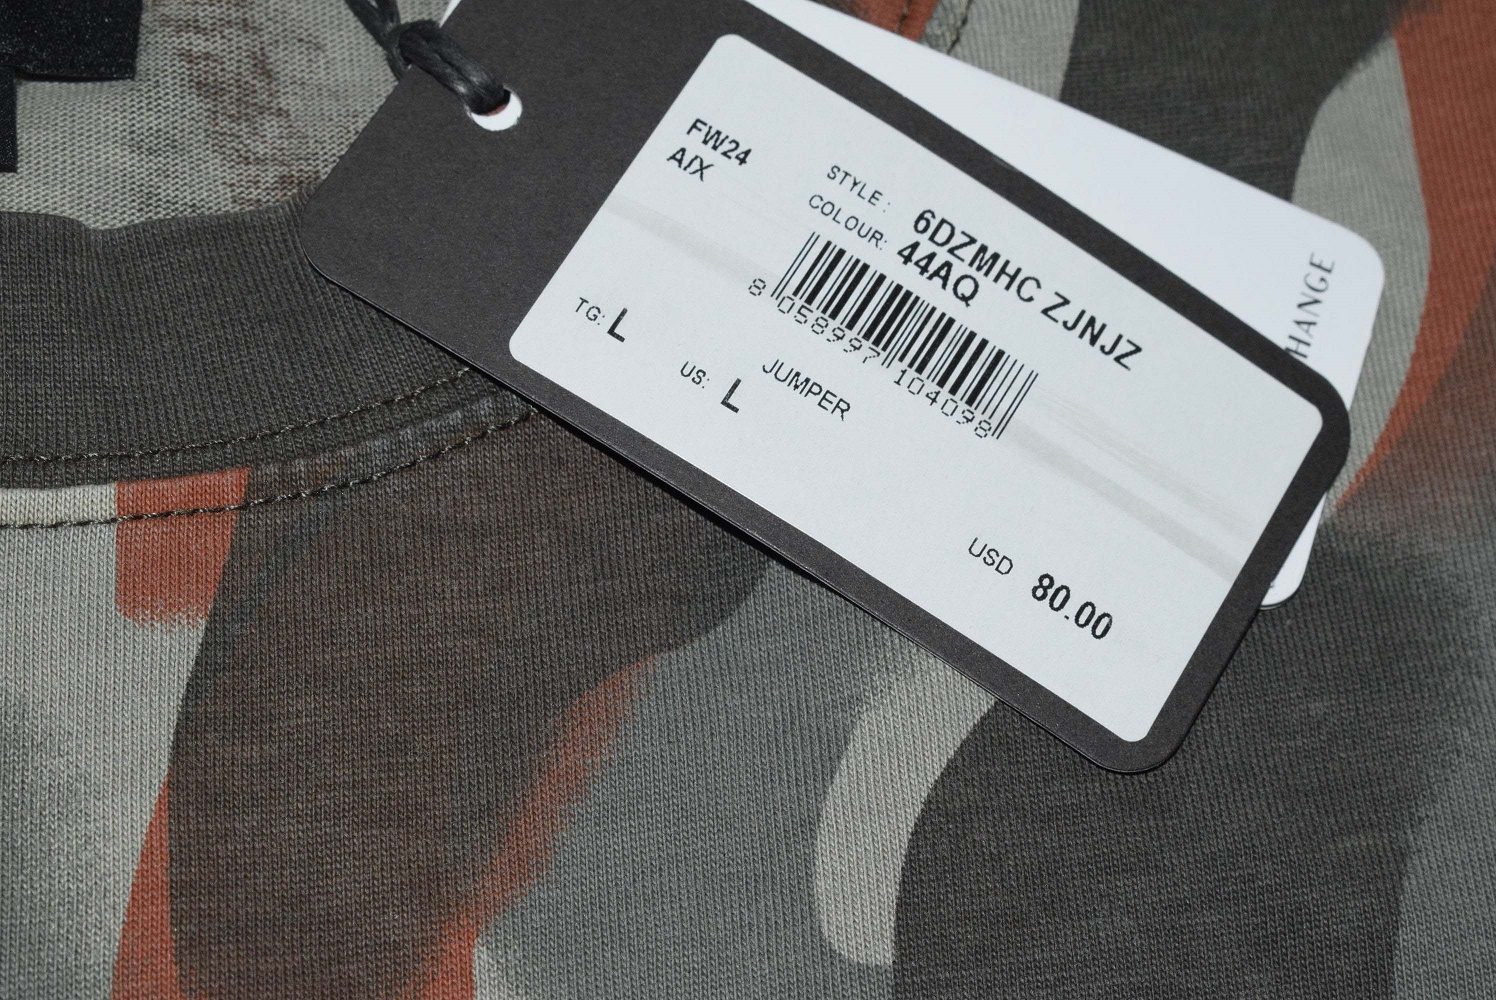 FW24
A/X
STYLE: 6DZMHC ZJNJZ
COLOUR: 44AQ
8 058997 104098
TG: L
US: L
JUMPER
USD 80.00
HANGE